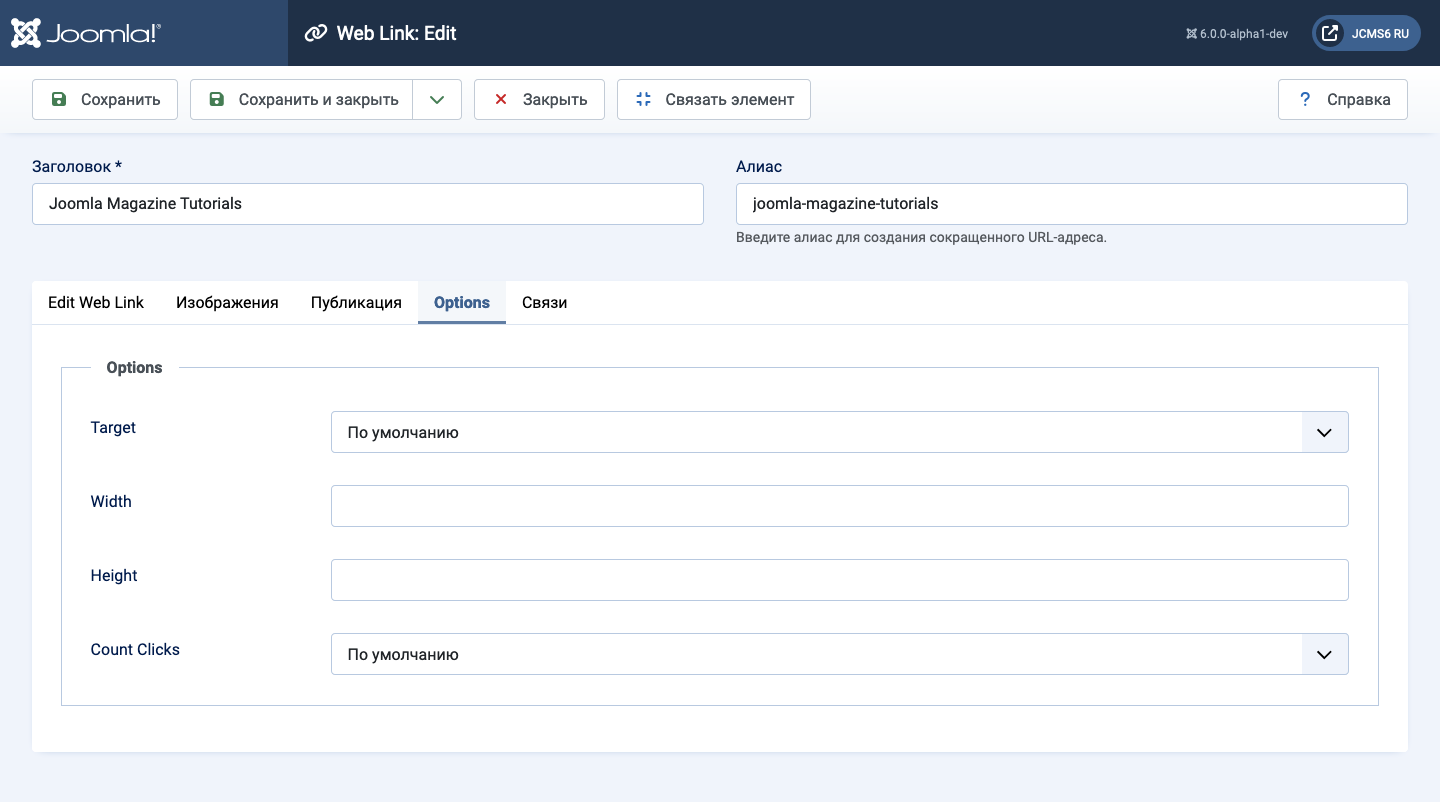 Joomla!®
Web Link: Edit
6.0.0-alpha1-dev
JCMS6 RU
Сохранить
Сохранить и закрыть
Закрыть
Связать элемент
? Справка
Заголовок *
Алиас
Joomla Magazine Tutorials
joomla-magazine-tutorials
Введите алиас для создания сокращенного URL-адреса.
Edit Web Link
Изображения
Публикация
Options
Связи
Options
Target
По умолчанию
Width
Height
Count Clicks
По умолчанию